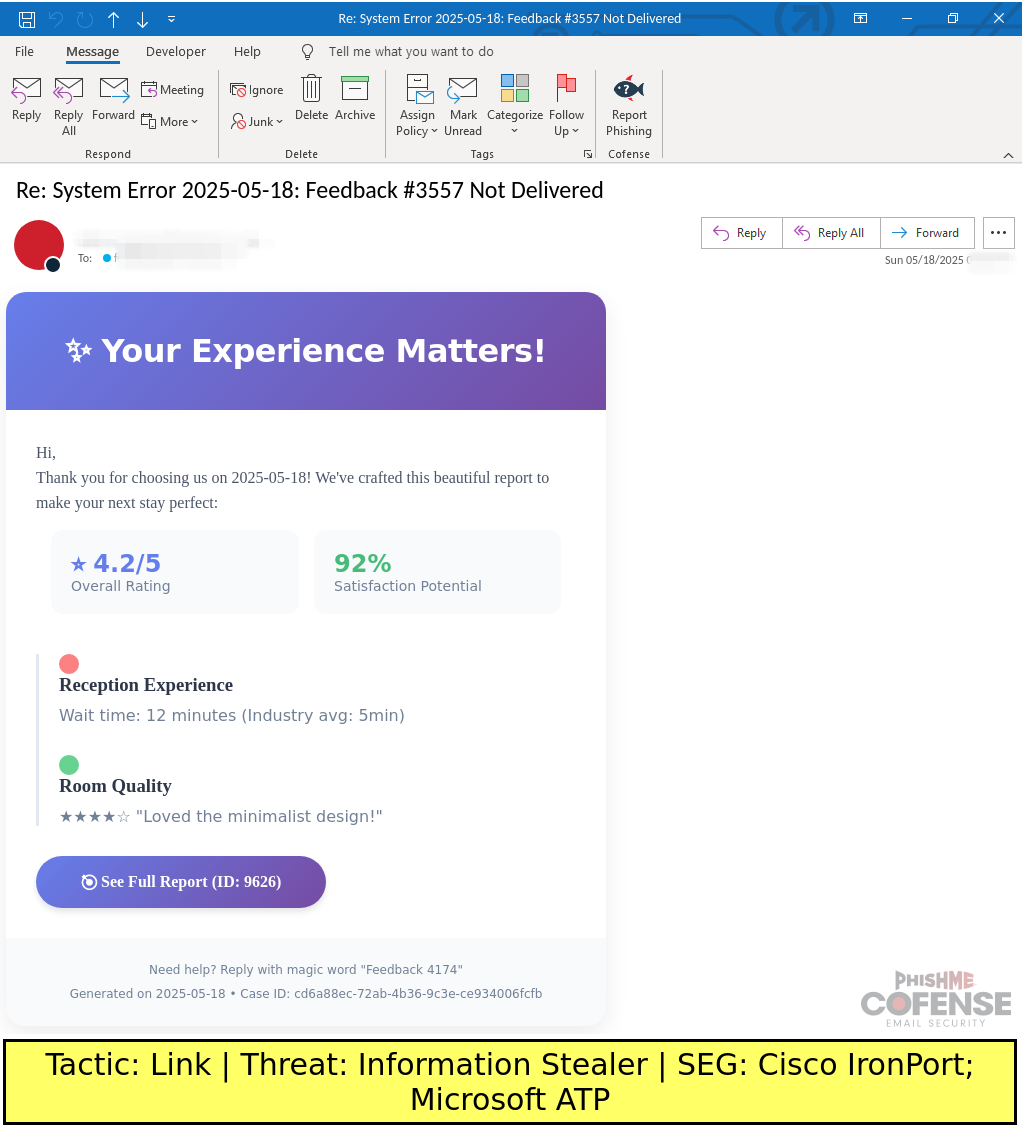 Re: System Error 2025-05-18: Feedback #3557 Not Delivered
File Message Developer Help Tell me what you want to do
Reply
Reply All
Forward
Meeting
More
Respond
Ignore
Junk
Delete
Archive
Delete
Assign Policy
Mark Unread
Categorize
Follow Up
Tags
Report Phishing
Cofense
Re: System Error 2025-05-18: Feedback #3557 Not Delivered
To:
Reply Reply All Forward
Sun 05/18/2025
✨ Your Experience Matters!
Hi,
Thank you for choosing us on 2025-05-18! We've crafted this beautiful report to
make your next stay perfect:
★ 4.2/5
Overall Rating
92%
Satisfaction Potential
Reception Experience
Wait time: 12 minutes (Industry avg: 5min)
Room Quality
★★★★☆ "Loved the minimalist design!"
🎯 See Full Report (ID: 9626)
Need help? Reply with magic word "Feedback 4174"
Generated on 2025-05-18 • Case ID: cd6a88ec-72ab-4b36-9c3e-ce934006fcfb
PHISHME
COFENSE
EMAIL SECURITY
Tactic: Link | Threat: Information Stealer | SEG: Cisco IronPort;
Microsoft ATP